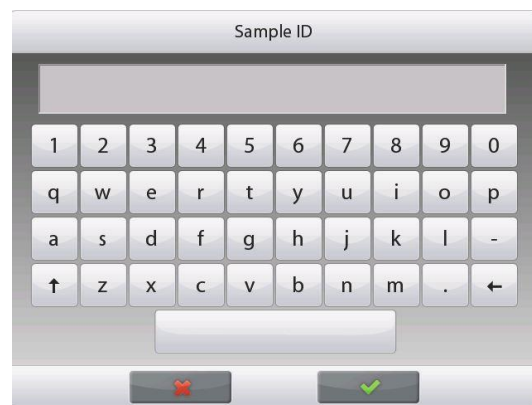 Sample ID
1 2 3 4 5 6 7 8 9 0
q w e r t y u i o p
a s d f g h j k l -
↑ z x c v b n m . ←